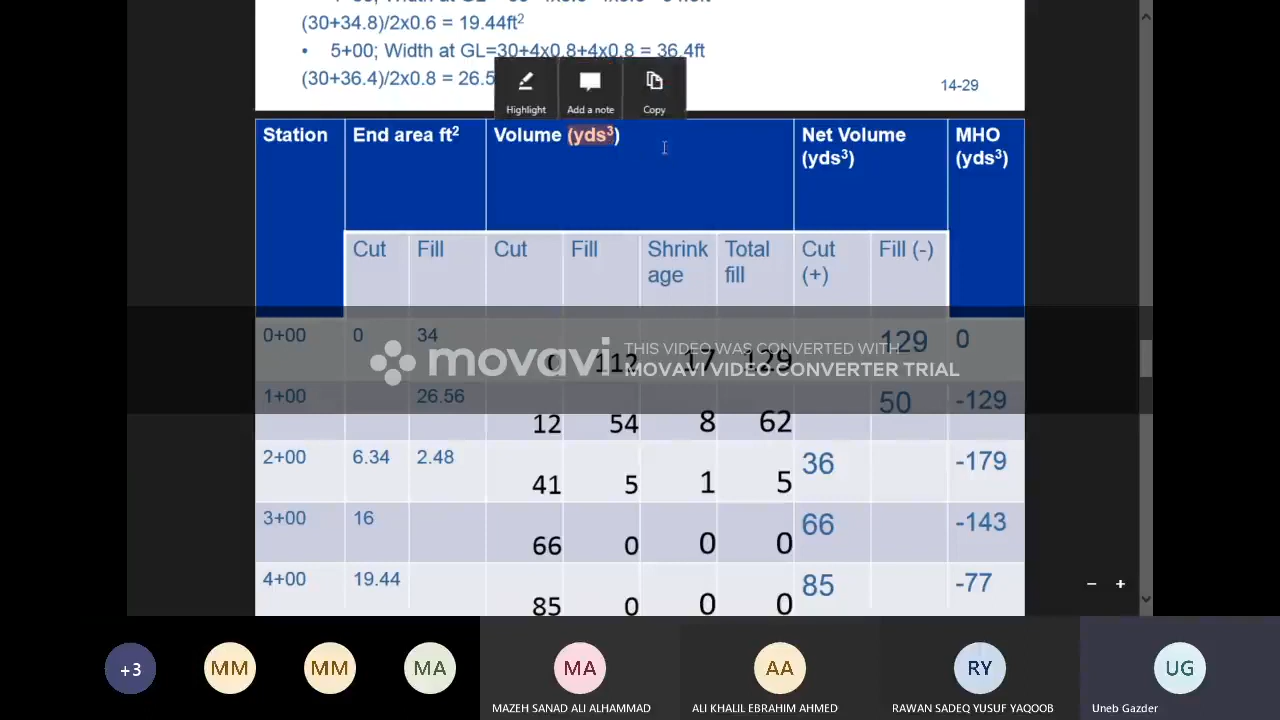 (30+34.8)/2x0.6 = 19.44ft²
• 5+00; Width at GL=30+4x0.8+4x0.8 = 36.4ft
(30+36.4)/2x0.8 = 26.5
14-29
Highlight Add a note Copy
Station End area ft² Volume (yds³) Net Volume (yds³) MHO (yds³)
Cut Fill Cut Fill Shrinkage Total fill Cut (+) Fill (-)
0+00 0 34 0 112 17 129 129 0
movavi THIS VIDEO WAS CONVERTED WITH
MOVAVI VIDEO CONVERTER TRIAL
1+00 26.56 12 54 8 62 50 -129
2+00 6.34 2.48 41 5 1 5 36 -179
3+00 16 66 0 0 0 66 -143
4+00 19.44 85 0 0 0 85 -77
+3 MM MM MA MA AA RY UG
MAZEH SANAD ALI ALHAMMAD ALI KHALIL EBRAHIM AHMED RAWAN SADEQ YUSUF YAQOOB Uneb Gazder